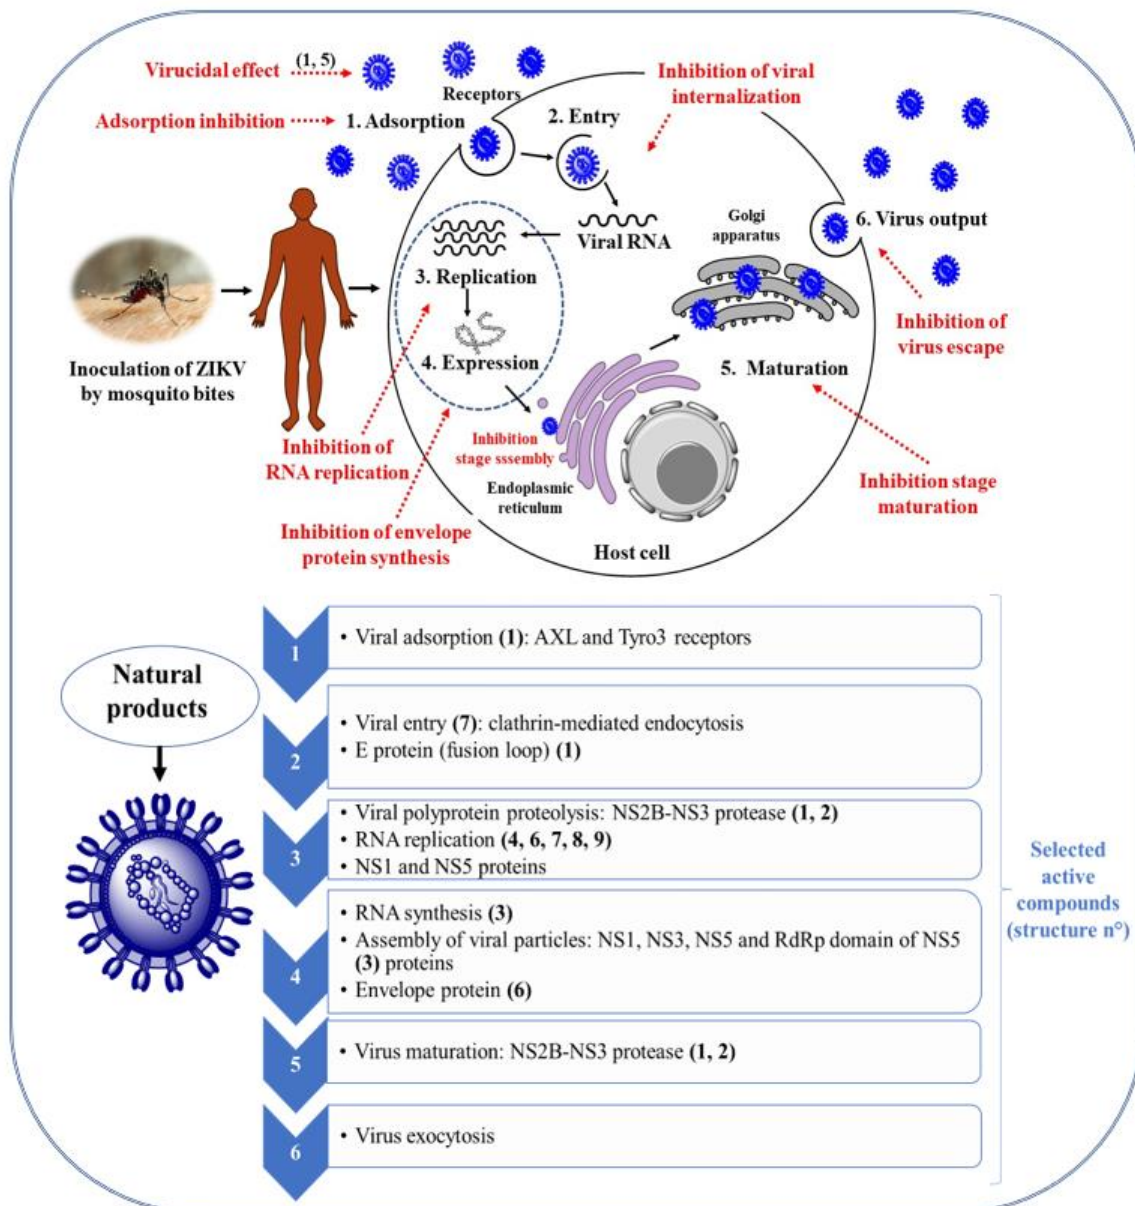 Virucidal effect
(1, 5)
Receptors
Inhibition of viral
internalization
Adsorption inhibition
1. Adsorption
2. Entry
Golgi
apparatus
6. Virus output
Viral RNA
3. Replication
4. Expression
Inoculation of ZIKV
by mosquito bites
5. Maturation
Inhibition of
virus escape
Inhibition of
RNA replication
Inhibition
stage sssembly
Endoplasmic
reticulum
Inhibition stage
maturation
Inhibition of envelope
protein synthesis
Host cell
Natural
products
1
• Viral adsorption (1): AXL and Tyro3 receptors
2
• Viral entry (7): clathrin-mediated endocytosis
• E protein (fusion loop) (1)
3
• Viral polyprotein proteolysis: NS2B-NS3 protease (1, 2)
• RNA replication (4, 6, 7, 8, 9)
• NS1 and NS5 proteins
4
• RNA synthesis (3)
• Assembly of viral particles: NS1, NS3, NS5 and RdRp domain of NS5
(3) proteins
• Envelope protein (6)
5
• Virus maturation: NS2B-NS3 protease (1, 2)
6
• Virus exocytosis
Selected
active
compounds
(structure n°)